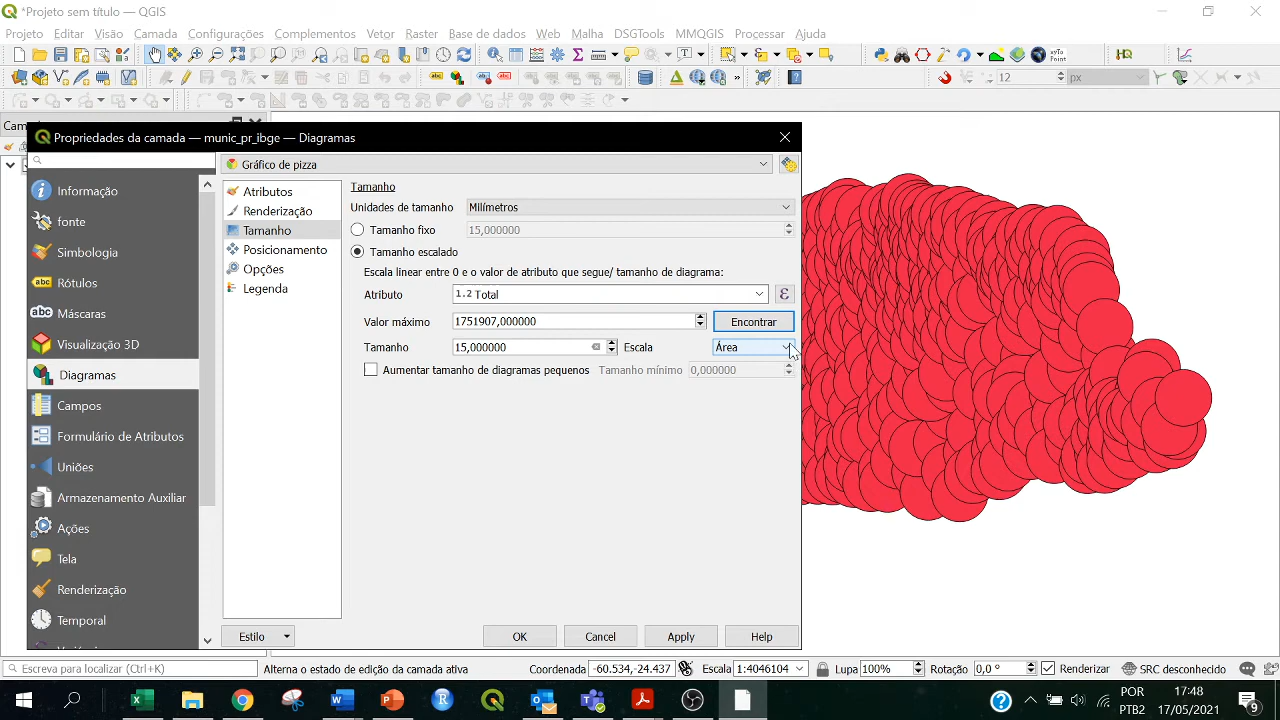 *Projeto sem título — QGIS
Projeto Editar Visão Camada Configurações Complementos Vetor Raster Base de dados Web Malha DSGTools MMQGIS Processar Ajuda
12 px
Propriedades da camada — munic_pr_ibge — Diagramas
Gráfico de pizza
Informação
fonte
Simbologia
Rótulos
Máscaras
Visualização 3D
Diagramas
Campos
Formulário de Atributos
Uniões
Armazenamento Auxiliar
Ações
Tela
Renderização
Temporal
Atributos
Renderização
Tamanho
Posicionamento
Opções
Legenda
Tamanho
Unidades de tamanho Milímetros
Tamanho fixo 15,000000
Tamanho escalado
Escala linear entre 0 e o valor de atributo que segue/ tamanho de diagrama:
Atributo 1.2 Total ε
Valor máximo 1751907,000000 Encontrar
Tamanho 15,000000 Escala Área
Aumentar tamanho de diagramas pequenos Tamanho mínimo 0,000000
Estilo OK Cancel Apply Help
Escreva para localizar (Ctrl+K) Alterna o estado de edição da camada ativa Coordenada -60.534,-24.437 Escala 1:4046104 Lupa 100% Rotação 0,0 ° Renderizar SRC desconhecido
POR
PTB2
17:48
17/05/2021
9